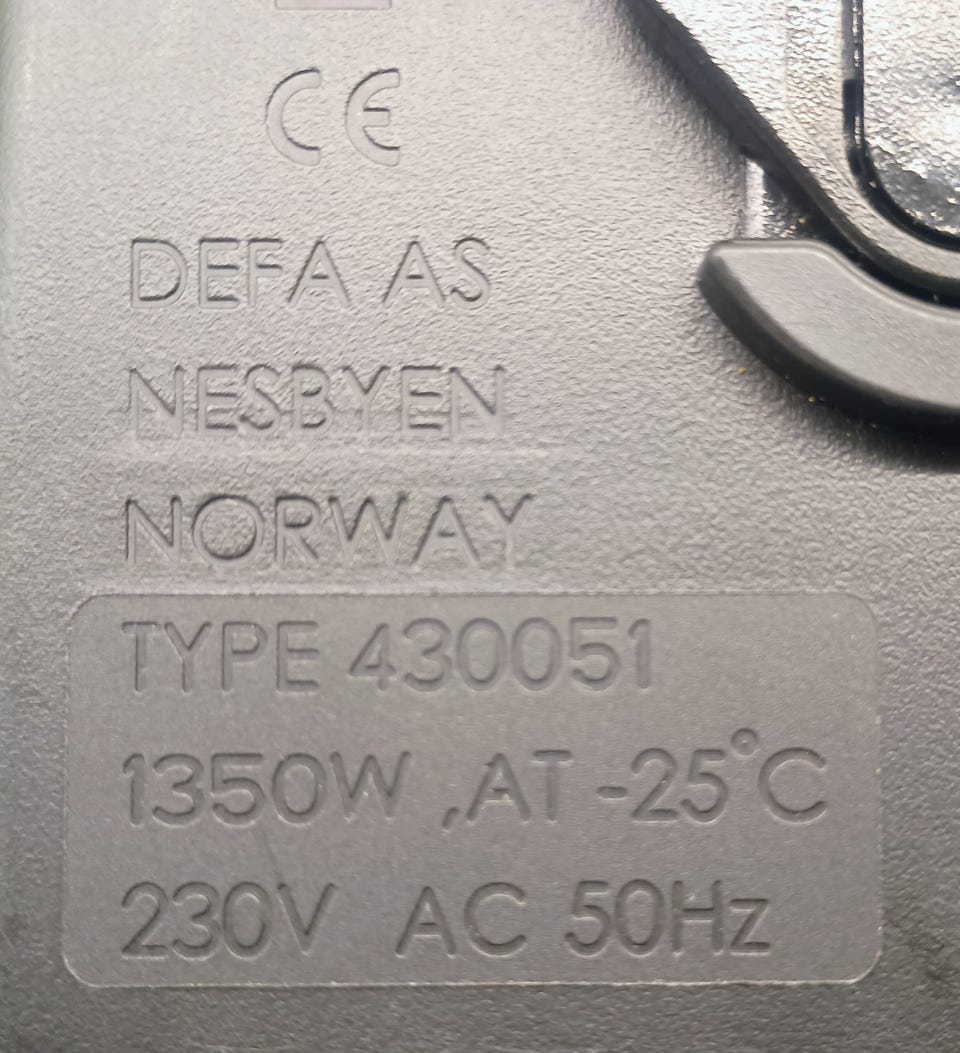 CE
DEFA AS
NESBYEN
NORWAY
TYPE 430051
1350W ,AT -25°C
230V AC 50Hz